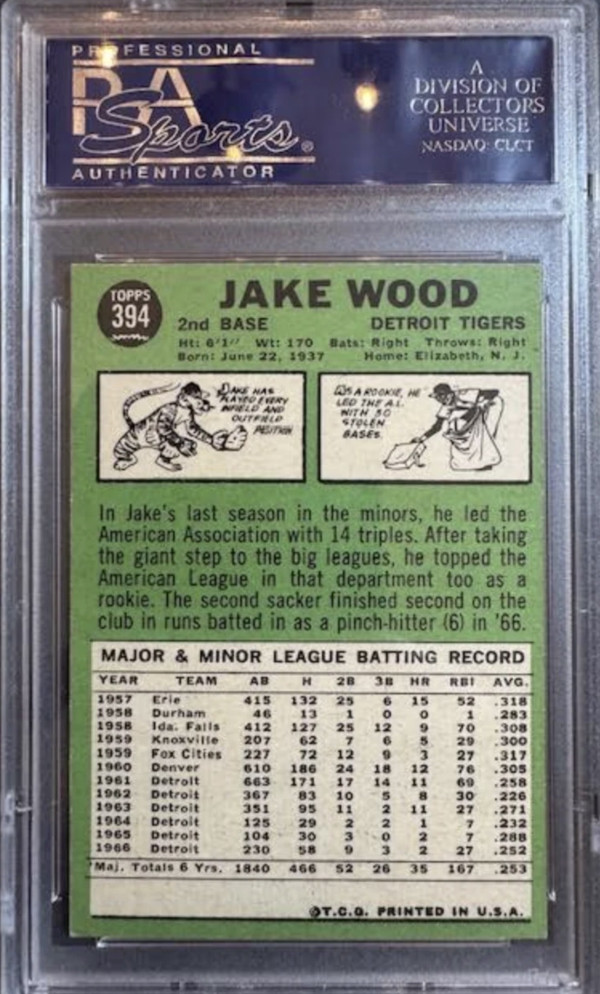 PROFESSIONAL
PSA
Sports®
AUTHENTICATOR
A
DIVISION OF
COLLECTORS
UNIVERSE
NASDAQ: CLCT
TOPPS
394
JAKE WOOD
2nd BASE DETROIT TIGERS
Ht: 6'1" Wt: 170 Bats: Right Throws: Right
Born: June 22, 1937 Home: Elizabeth, N. J.
JAKE HAS
PLAYED EVERY
INFIELD AND
OUTFIELD
POSITION
AS A ROOKIE, HE
LED THE A.L.
WITH 30
STOLEN
BASES
In Jake's last season in the minors, he led the
American Association with 14 triples. After taking
the giant step to the big leagues, he topped the
American League in that department too as a
rookie. The second sacker finished second on the
club in runs batted in as a pinch-hitter (6) in '66.
MAJOR & MINOR LEAGUE BATTING RECORD
YEAR TEAM AB H 2B 3B HR RBI AVG.
1957 Erie 415 132 25 6 15 52 .318
1958 Durham 46 13 1 0 0 1 .283
1958 Ida. Falls 412 127 25 12 9 70 .308
1959 Knoxville 207 62 7 6 5 29 .300
1959 Fox Cities 227 72 12 9 3 27 .317
1960 Denver 610 186 24 18 12 76 .305
1961 Detroit 663 171 17 14 11 69 .258
1962 Detroit 367 83 10 5 8 30 .226
1963 Detroit 351 95 11 2 11 27 .271
1964 Detroit 125 29 2 2 1 7 .232
1965 Detroit 104 30 3 0 2 7 .288
1966 Detroit 230 58 9 3 2 27 .252
Maj. Totals 6 Yrs. 1840 466 52 26 35 167 .253
©T.C.G. PRINTED IN U.S.A.